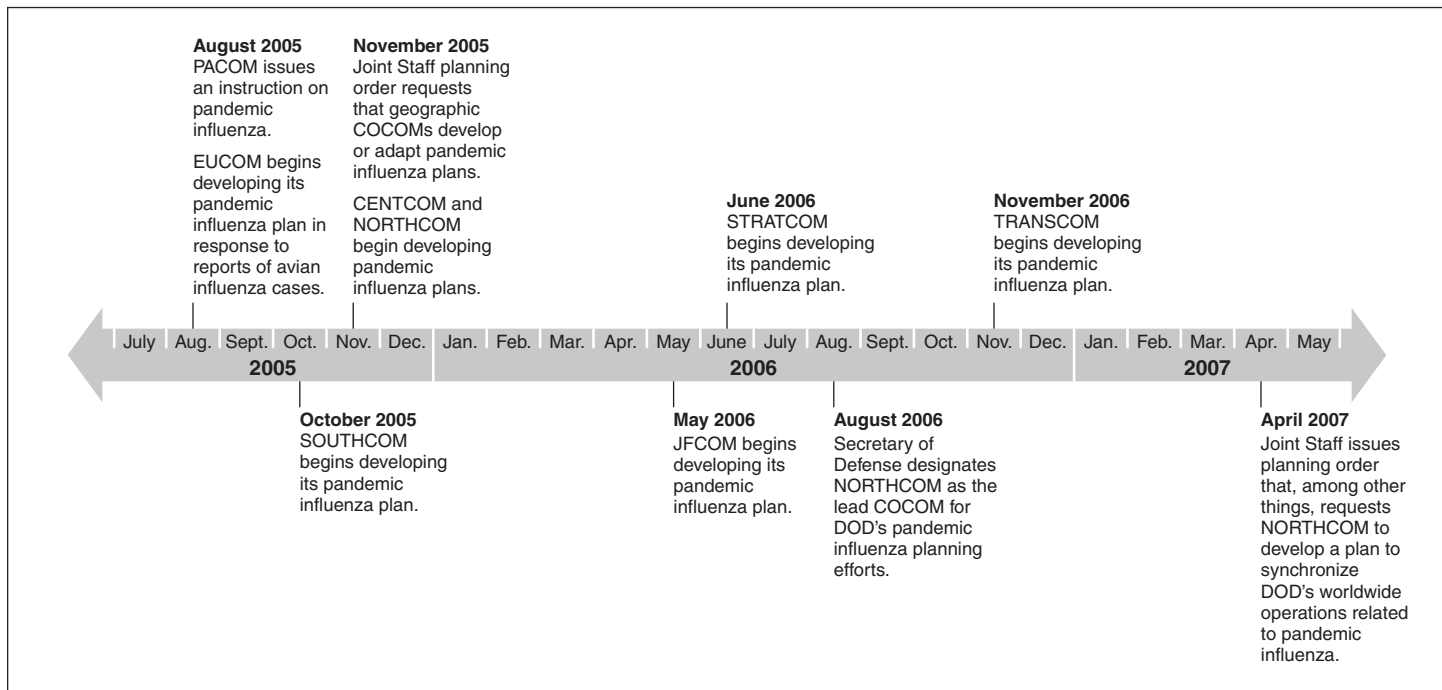 August 2005
PACOM issues
an instruction on
pandemic
influenza.
EUCOM begins
developing its
pandemic
influenza plan in
response to
reports of avian
influenza cases.
November 2005
Joint Staff planning
order requests
that geographic
COCOMs develop
or adapt pandemic
influenza plans.
CENTCOM and
NORTHCOM
begin developing
pandemic
influenza plans.
June 2006
STRATCOM
begins developing
its pandemic
influenza plan.
November 2006
TRANSCOM
begins developing
its pandemic
influenza plan.
July Aug. Sept. Oct. Nov. Dec. Jan. Feb. Mar. Apr. May June July Aug. Sept. Oct. Nov. Dec. Jan. Feb. Mar. Apr. May
2005 2006 2007
October 2005
SOUTHCOM
begins developing
its pandemic
influenza plan.
May 2006
JFCOM begins
developing its
pandemic
influenza plan.
August 2006
Secretary of
Defense designates
NORTHCOM as the
lead COCOM for
DOD's pandemic
influenza planning
efforts.
April 2007
Joint Staff issues
planning order
that, among other
things, requests
NORTHCOM to
develop a plan to
synchronize
DOD's worldwide
operations related
to pandemic
influenza.